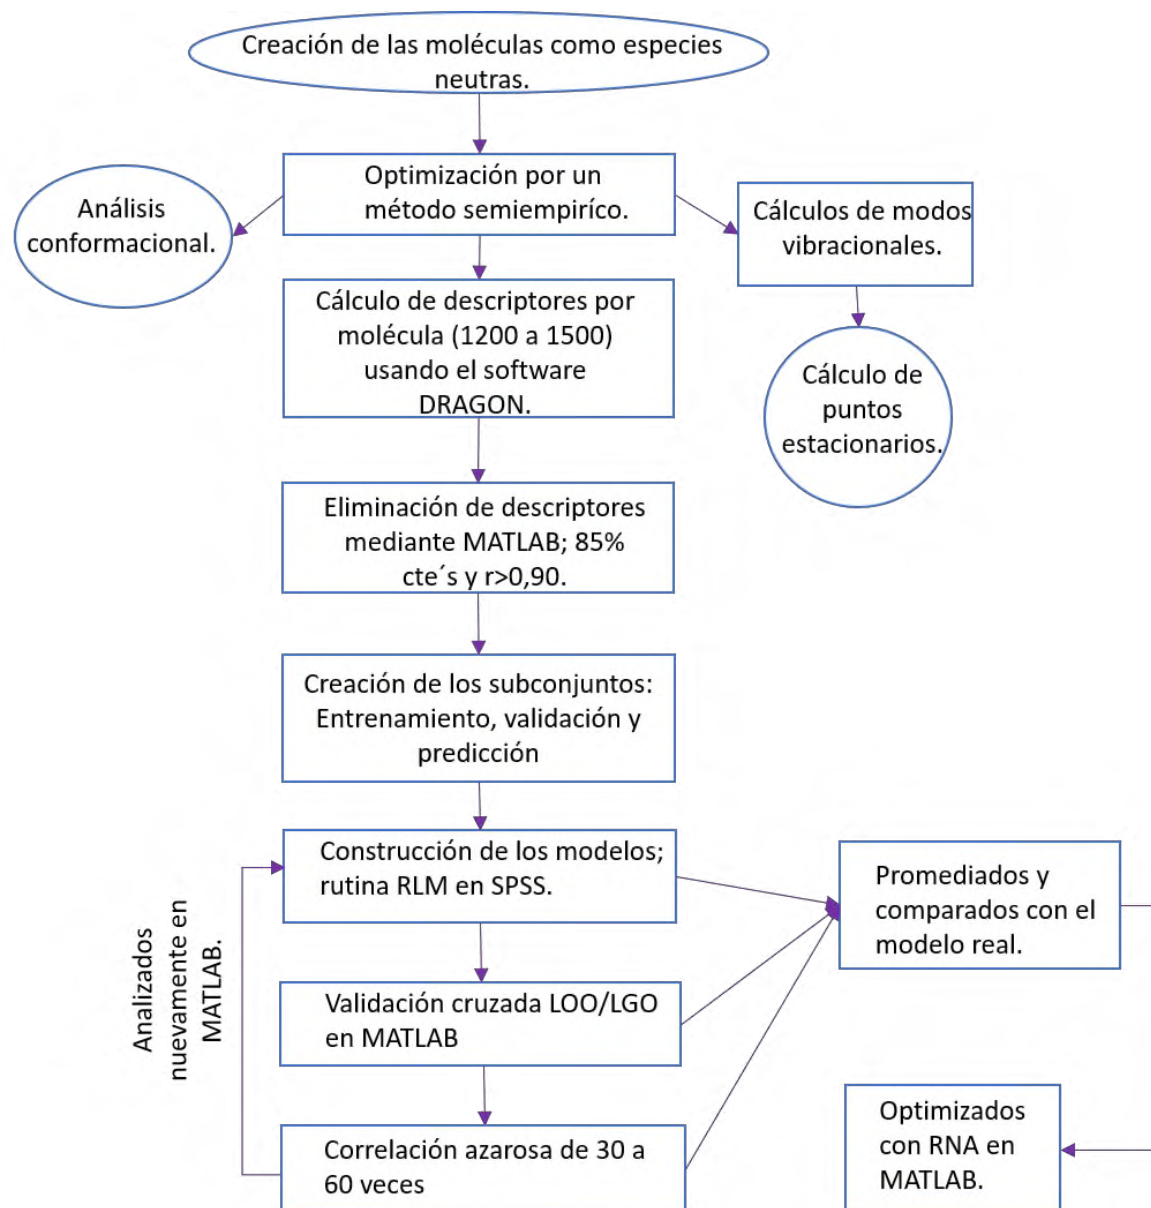 Creación de las moléculas como especies
neutras.
Optimización por un
método semiempiríco.
Análisis
conformacional.
Cálculos de modos
vibracionales.
Cálculo de descriptores por
molécula (1200 a 1500)
usando el software
DRAGON.
Cálculo de
puntos
estacionarios.
Eliminación de descriptores
mediante MATLAB; 85%
cte´s y r>0,90.
Creación de los subconjuntos:
Entrenamiento, validación y
predicción
Construcción de los modelos;
rutina RLM en SPSS.
Promediados y
comparados con el
modelo real.
Analizados
nuevamente en
MATLAB.
Validación cruzada LOO/LGO
en MATLAB
Correlación azarosa de 30 a
60 veces
Optimizados
con RNA en
MATLAB.